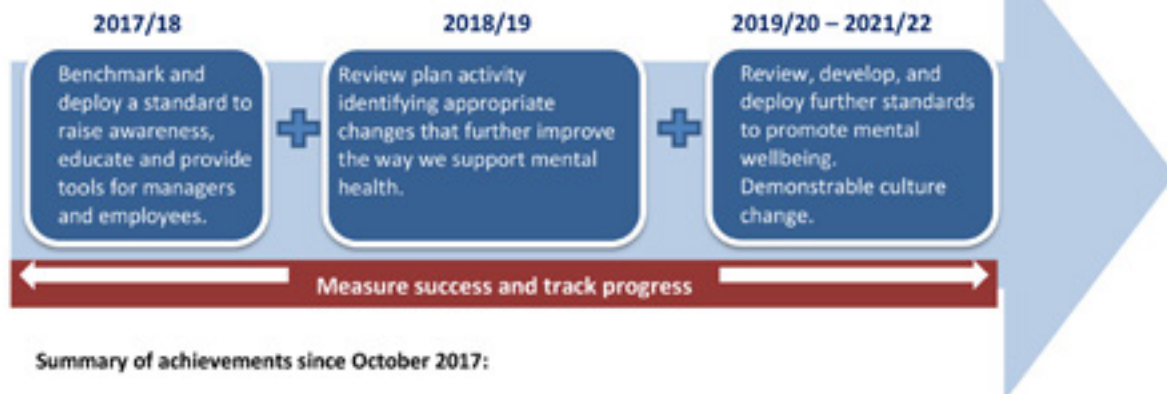 2017/18
Benchmark and
deploy a standard to
raise awareness,
educate and provide
tools for managers
and employees.
2018/19
Review plan activity
identifying appropriate
changes that further improve
the way we support mental
health.
2019/20 – 2021/22
Review, develop, and
deploy further standards
to promote mental
wellbeing.
Demonstrable culture
change.
Measure success and track progress
Summary of achievements since October 2017: